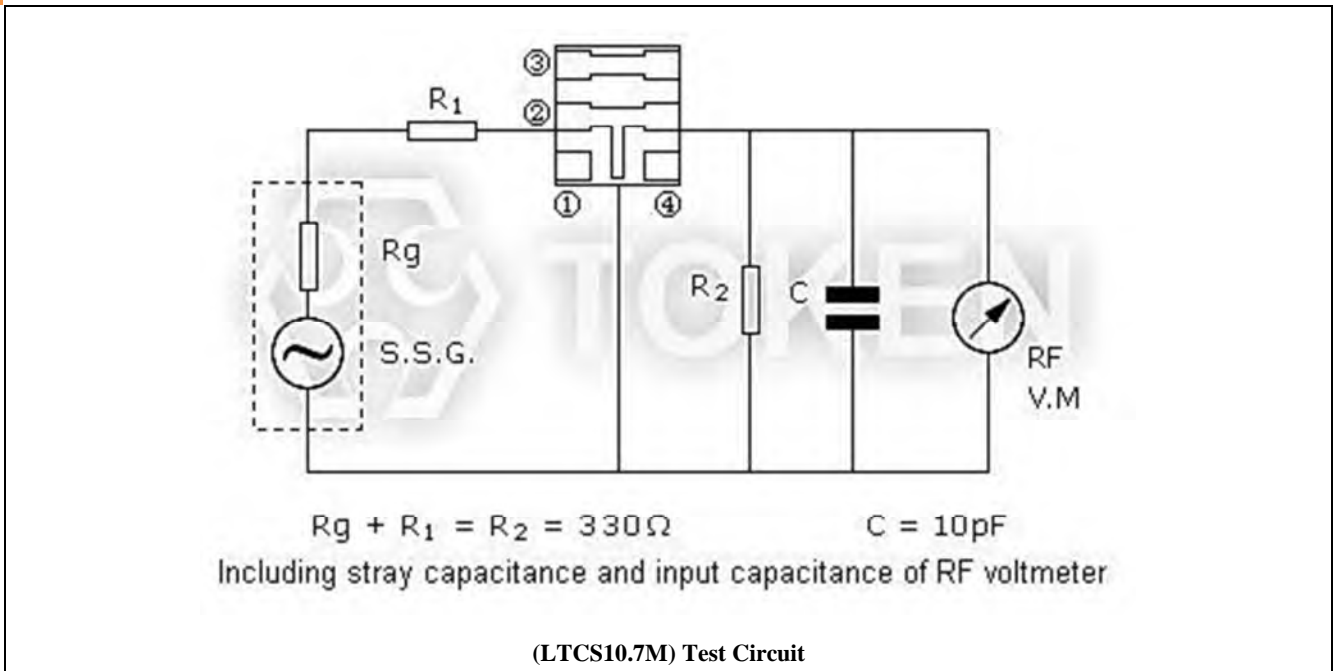 ③
R₁
②
①
④
Rg
S.S.G.
TOKEN
R₂
C
RF
V.M
Rg + R₁ = R₂ = 330Ω
C = 10pF
Including stray capacitance and input capacitance of RF voltmeter
(LTCS10.7M) Test Circuit